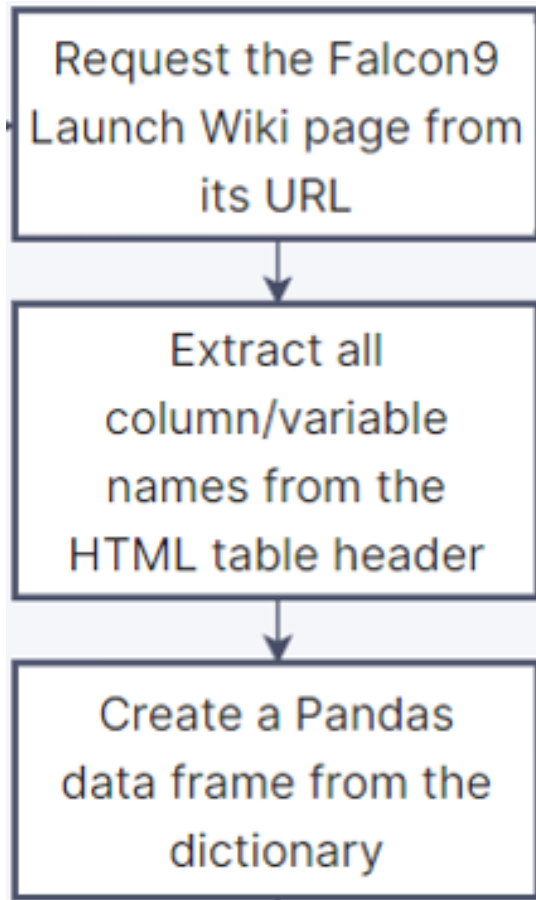 Request the Falcon9
Launch Wiki page from
its URL
Extract all
column/variable
names from the
HTML table header
Create a Pandas
data frame from the
dictionary